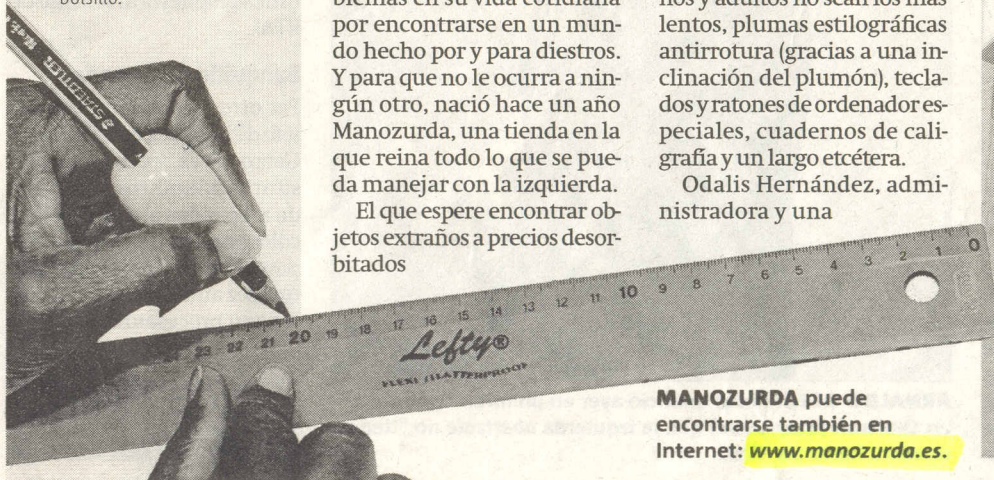 bolsillo.
blemas en su vida cotidiana
por encontrarse en un mun-
do hecho por y para diestros.
Y para que no le ocurra a nin-
gún otro, nació hace un año
Manozurda, una tienda en la
que reina todo lo que se pue-
da manejar con la izquierda.
El que espere encontrar ob-
jetos extraños a precios desor-
bitados
nos y adultos no sean los más
lentos, plumas estilográficas
antirrotura (gracias a una in-
clinación del plumón), tecla-
dos y ratones de ordenador es-
peciales, cuadernos de cali-
grafía y un largo etcétera.
Odalis Hernández, admi-
nistradora y una
STAEDTLER
23 22 21 20 19 18 17 16 15 14 13 12 11 10 9 8 7 6 5 4 3 2 1 0
Lefty®
FLEXI SHATTERPROOF
MANOZURDA puede
encontrarse también en
Internet: www.manozurda.es.